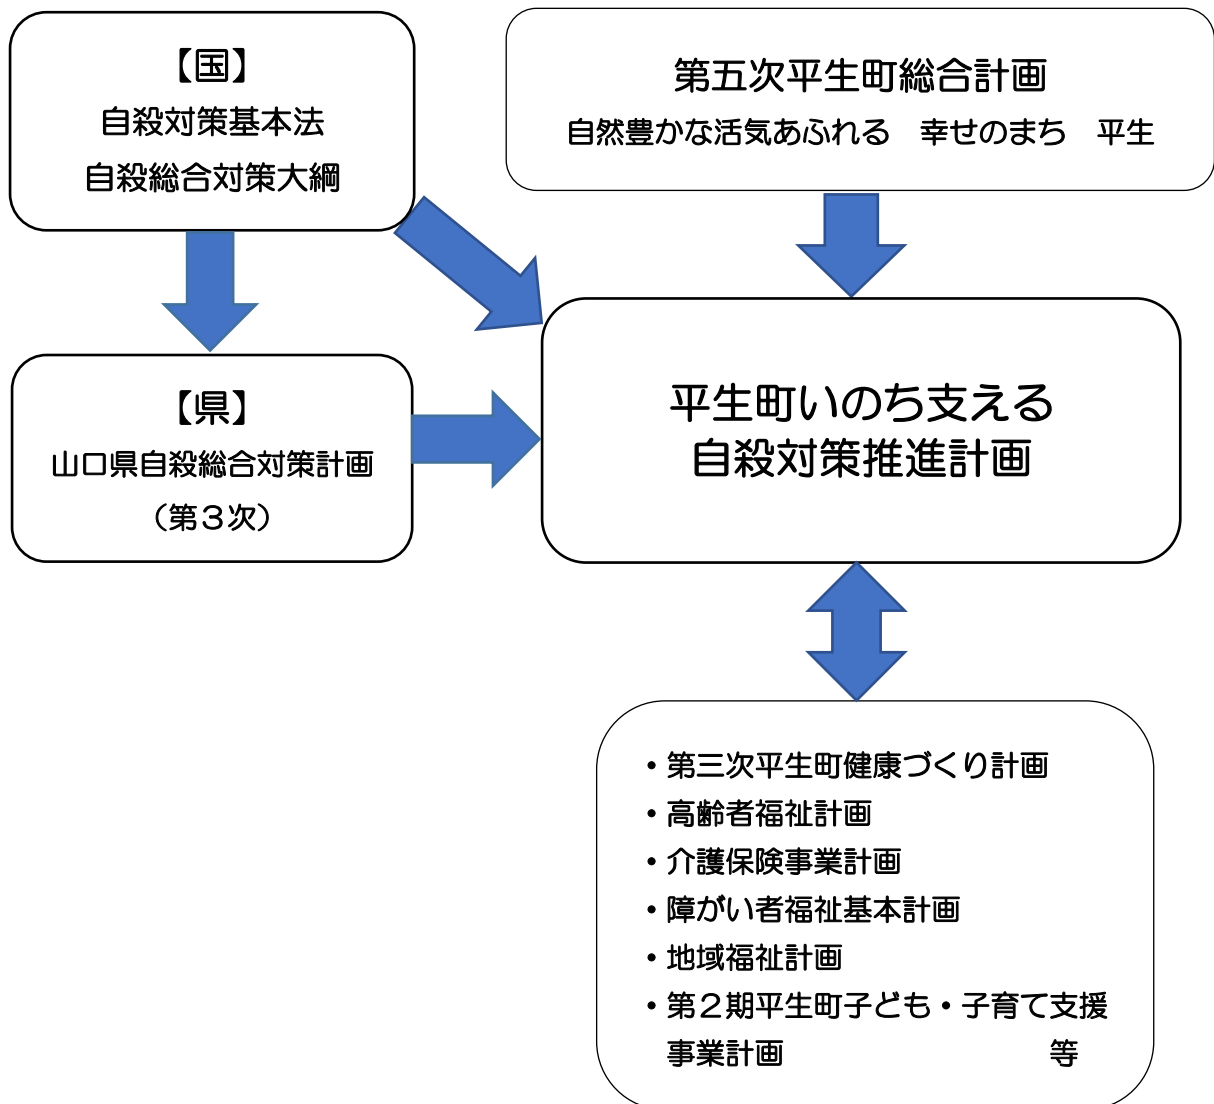 【国】
自殺対策基本法
自殺総合対策大綱
第五次平生町総合計画
自然豊かな活気あふれる　幸せのまち　平生
【県】
山口県自殺総合対策計画
（第３次）
平生町いのち支える
自殺対策推進計画
・第三次平生町健康づくり計画
・高齢者福祉計画
・介護保険事業計画
・障がい者福祉基本計画
・地域福祉計画
・第２期平生町子ども・子育て支援
事業計画　　　　　　　　　等